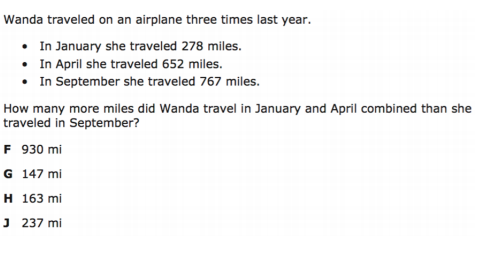 Wanda traveled on an airplane three times last year.
• In January she traveled 278 miles.
• In April she traveled 652 miles.
• In September she traveled 767 miles.
How many more miles did Wanda travel in January and April combined than she
traveled in September?
F 930 mi
G 147 mi
H 163 mi
J 237 mi